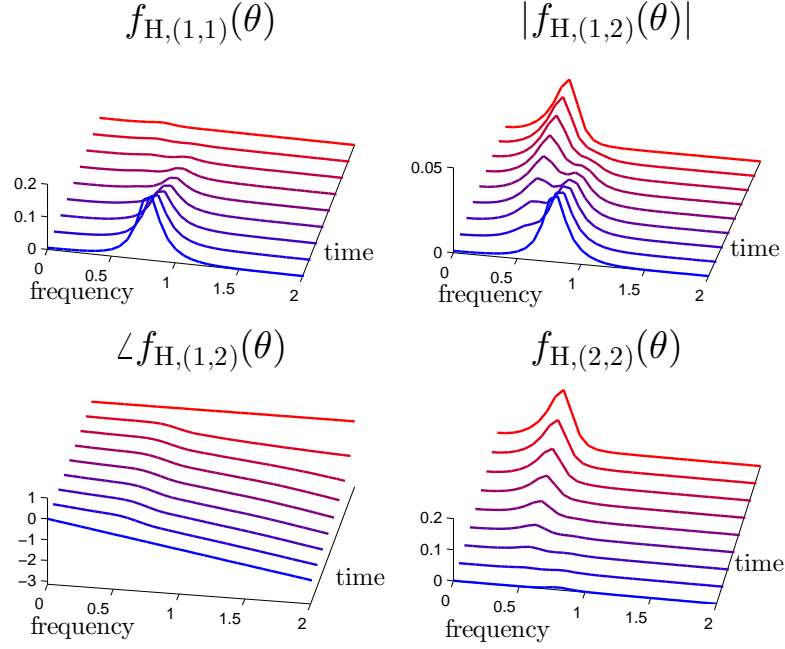 f_{H,(1,1)}(θ)
0.2
0.1
0
0
0.5
1
1.5
2
frequency
time
|f_{H,(1,2)}(θ)|
0.05
0
0
0.5
1
1.5
2
frequency
time
∠f_{H,(1,2)}(θ)
1
0
−1
−2
−3
0
0.5
1
1.5
2
frequency
time
f_{H,(2,2)}(θ)
0.2
0.1
0
0
0.5
1
1.5
2
frequency
time